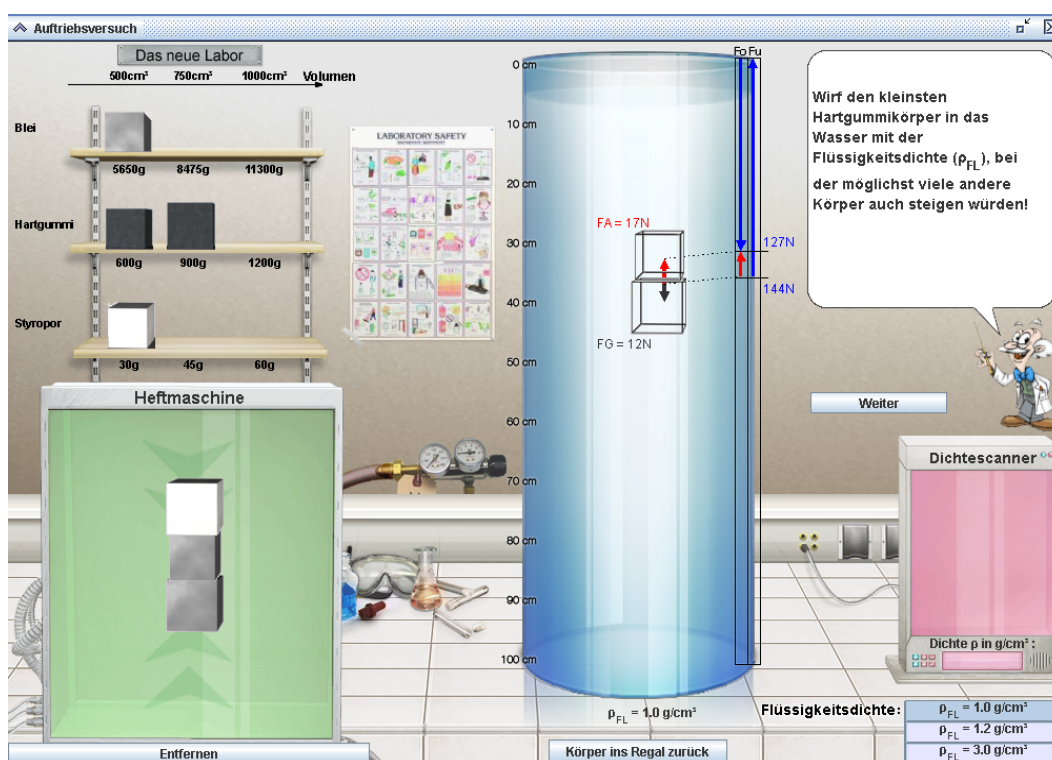 Auftriebsversuch
Das neue Labor
500cm³ 750cm³ 1000cm³ Volumen
Blei
5650g 8475g 11300g
Hartgummi
600g 900g 1200g
Styropor
30g 45g 60g
Heftmaschine
Entfernen
LABORATORY SAFETY
Fo Fu
0 cm
10 cm
20 cm
30 cm
40 cm
50 cm
60 cm
70 cm
80 cm
90 cm
100 cm
FA = 17N
127N
144N
FG = 12N
ρFL = 1.0 g/cm³
Körper ins Regal zurück
Wirf den kleinsten
Hartgummikörper in das
Wasser mit der
Flüssigkeitsdichte (ρFL), bei
der möglichst viele andere
Körper auch steigen würden!
Weiter
Dichtescanner
Dichte ρ in g/cm³ :
Flüssigkeitsdichte:
ρFL = 1.0 g/cm³
ρFL = 1.2 g/cm³
ρFL = 3.0 g/cm³